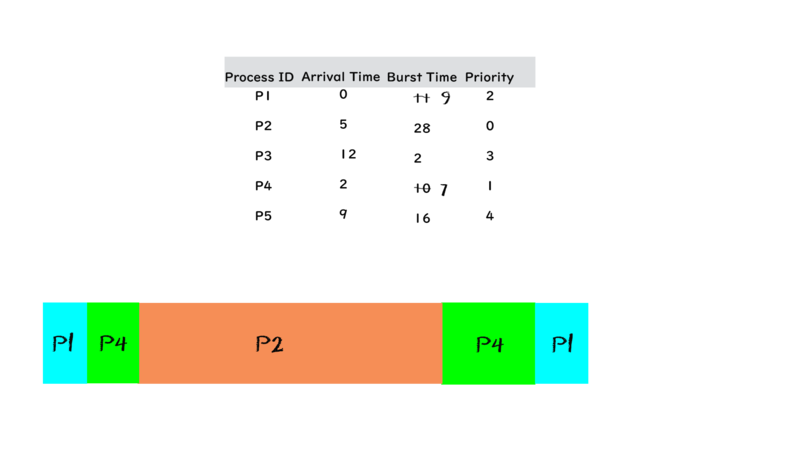 Process ID Arrival Time Burst Time Priority
P1 0 11 9 2
P2 5 28 0
P3 12 2 3
P4 2 10 7 1
P5 9 16 4
P1 P4 P2 P4 P1